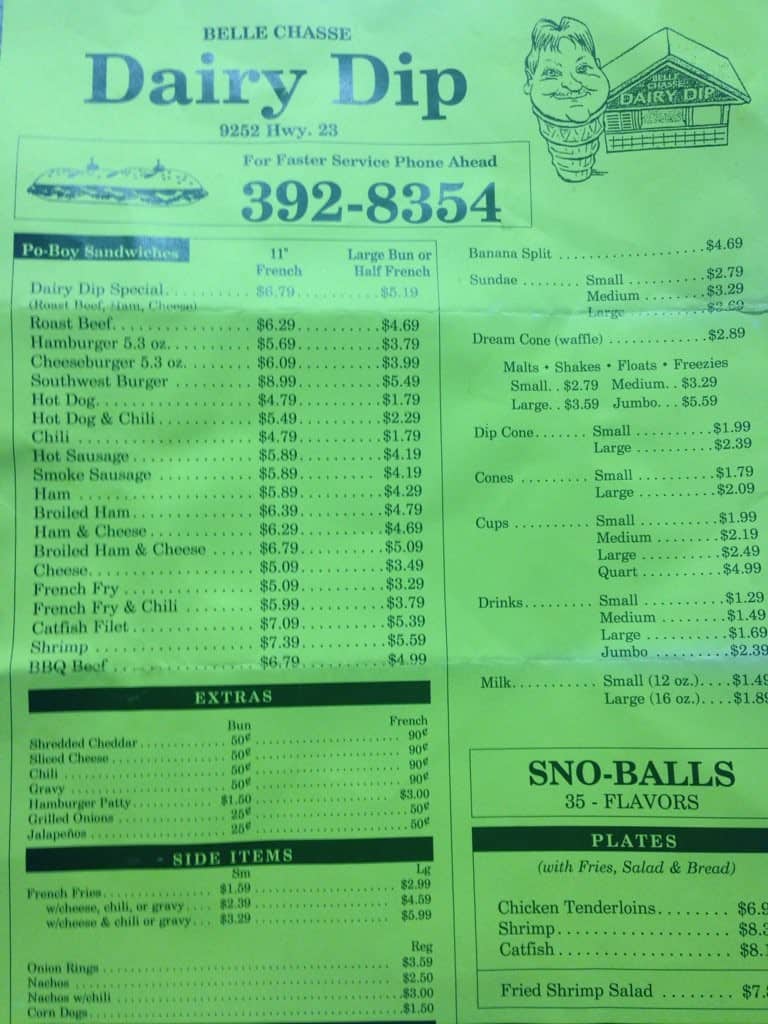 BELLE CHASSE
Dairy Dip
9252 Hwy. 23
BELLE CHASSE
DAIRY DIP
For Faster Service Phone Ahead
392-8354
Po-Boy Sandwiches 11" French Large Bun or Half French
Dairy Dip Special. . . . . . . . . . $6.79. . . . . . . . . . $5.19
(Roast Beef, Ham, Cheese)
Roast Beef. . . . . . . . . . $6.29. . . . . . . . . . $4.69
Hamburger 5.3 oz. . . . . . . . . . $5.69. . . . . . . . . . $3.79
Cheeseburger 5.3 oz. . . . . . . . . . $6.09. . . . . . . . . . $3.99
Southwest Burger . . . . . . . . . . $8.99. . . . . . . . . . $5.49
Hot Dog. . . . . . . . . . $4.79. . . . . . . . . . $1.79
Hot Dog & Chili. . . . . . . . . . $5.49. . . . . . . . . . $2.29
Chili . . . . . . . . . . $4.79. . . . . . . . . . $1.79
Hot Sausage. . . . . . . . . . $5.89. . . . . . . . . . $4.19
Smoke Sausage . . . . . . . . . . $5.89. . . . . . . . . . $4.19
Ham . . . . . . . . . . $5.89. . . . . . . . . . $4.29
Broiled Ham. . . . . . . . . . $6.39. . . . . . . . . . $4.79
Ham & Cheese . . . . . . . . . . $6.29. . . . . . . . . . $4.69
Broiled Ham & Cheese . . . . . $6.79. . . . . . . . . . $5.09
Cheese. . . . . . . . . . $5.09. . . . . . . . . . $3.49
French Fry . . . . . . . . . . $5.09. . . . . . . . . . $3.29
French Fry & Chili . . . . . . . . $5.99. . . . . . . . . . $3.79
Catfish Filet . . . . . . . . . . $7.09. . . . . . . . . . $5.39
Shrimp . . . . . . . . . . $7.39. . . . . . . . . . $5.59
BBQ Beef . . . . . . . . . . $6.79. . . . . . . . . . $4.99
EXTRAS
Bun French
Shredded Cheddar . . . . . . . . . . 50¢ . . . . . . . . . . 90¢
Sliced Cheese . . . . . . . . . . 50¢ . . . . . . . . . . 90¢
Chili . . . . . . . . . . 50¢ . . . . . . . . . . 90¢
Gravy . . . . . . . . . . 50¢ . . . . . . . . . . 90¢
Hamburger Patty . . . . . . . . . . $1.50 . . . . . . . . . . $3.00
Grilled Onions . . . . . . . . . . 25¢ . . . . . . . . . . 50¢
Jalapeños . . . . . . . . . . 25¢ . . . . . . . . . . 50¢
SIDE ITEMS
Sm Lg
French Fries. . . . . . . . . . $1.59 . . . . . . . . . . $2.99
w/cheese, chili, or gravy . . . . $2.39 . . . . . . . . . . $4.59
w/cheese & chili or gravy . . . . $3.29 . . . . . . . . . . $5.99
Reg
Onion Rings . . . . . . . . . . $3.59
Nachos . . . . . . . . . . $2.50
Nachos w/chili . . . . . . . . . . $3.00
Corn Dogs. . . . . . . . . . $1.50
Banana Split . . . . . . . . . . $4.69
Sundae . . . . . . . Small . . . . . . . . . . $2.79
Medium . . . . . . . . $3.29
Large . . . . . . . . . . $3.69
Dream Cone (waffle) . . . . . . . . . . $2.89
Malts • Shakes • Floats • Freezies
Small. . $2.79 Medium. . $3.29
Large. . $3.59 Jumbo. . . $5.59
Dip Cone. . . . . . . Small . . . . . . . . . . $1.99
Large . . . . . . . . . . $2.39
Cones . . . . . . . . . Small . . . . . . . . . . $1.79
Large . . . . . . . . . . $2.09
Cups . . . . . . . . . . Small . . . . . . . . . . $1.99
Medium . . . . . . . . $2.19
Large . . . . . . . . . . $2.49
Quart . . . . . . . . . . $4.99
Drinks. . . . . . . . . Small . . . . . . . . . . $1.29
Medium . . . . . . . . $1.49
Large . . . . . . . . . . $1.69
Jumbo . . . . . . . . . $2.39
Milk. . . . . . . . . . . Small (12 oz.). . . . $1.49
Large (16 oz.). . . . $1.8
SNO-BALLS
35 - FLAVORS
PLATES
(with Fries, Salad & Bread)
Chicken Tenderloins. . . . . . . . $6.9
Shrimp. . . . . . . . . . $8.
Catfish. . . . . . . . . . $8.
Fried Shrimp Salad . . . . . . . . $7.